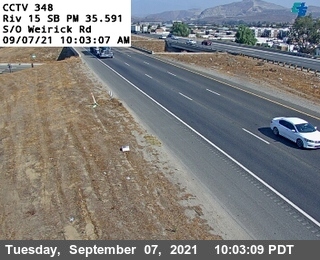 CCTV 348
Riv 15 SB PM 35.591
S/O Weirick Rd
09/07/21 10:03:07 AM
Tuesday, September 07, 2021 10:03:09 PDT